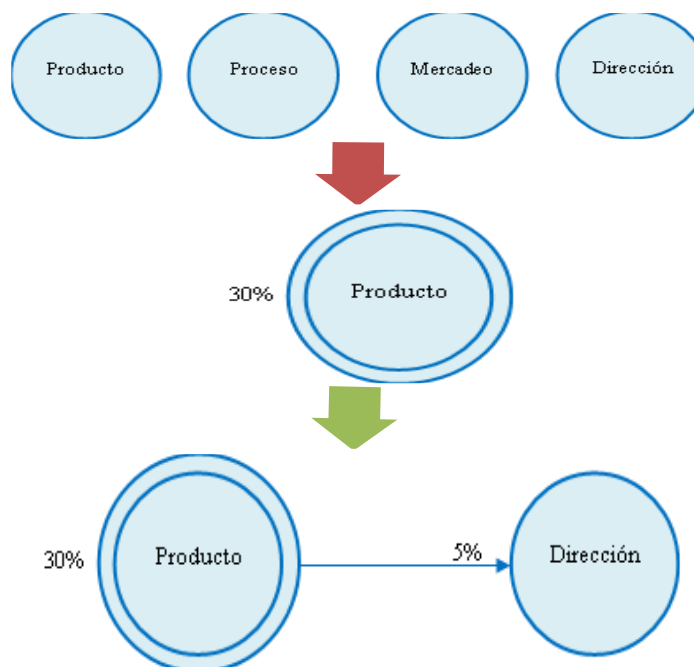 Producto
Proceso
Mercadeo
Dirección
30%
Producto
30%
Producto
5%
Dirección